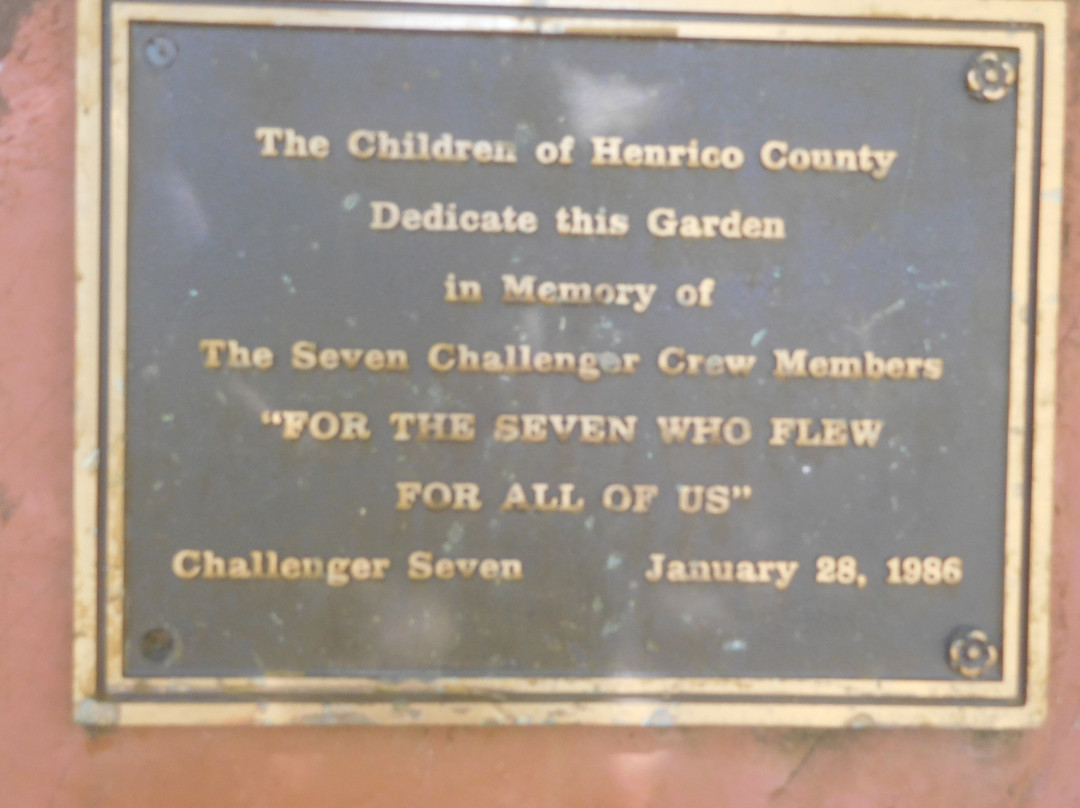 The Children of Henrico County
Dedicate this Garden
in Memory of
The Seven Challenger Crew Members
“FOR THE SEVEN WHO FLEW
FOR ALL OF US”
Challenger Seven January 28, 1986